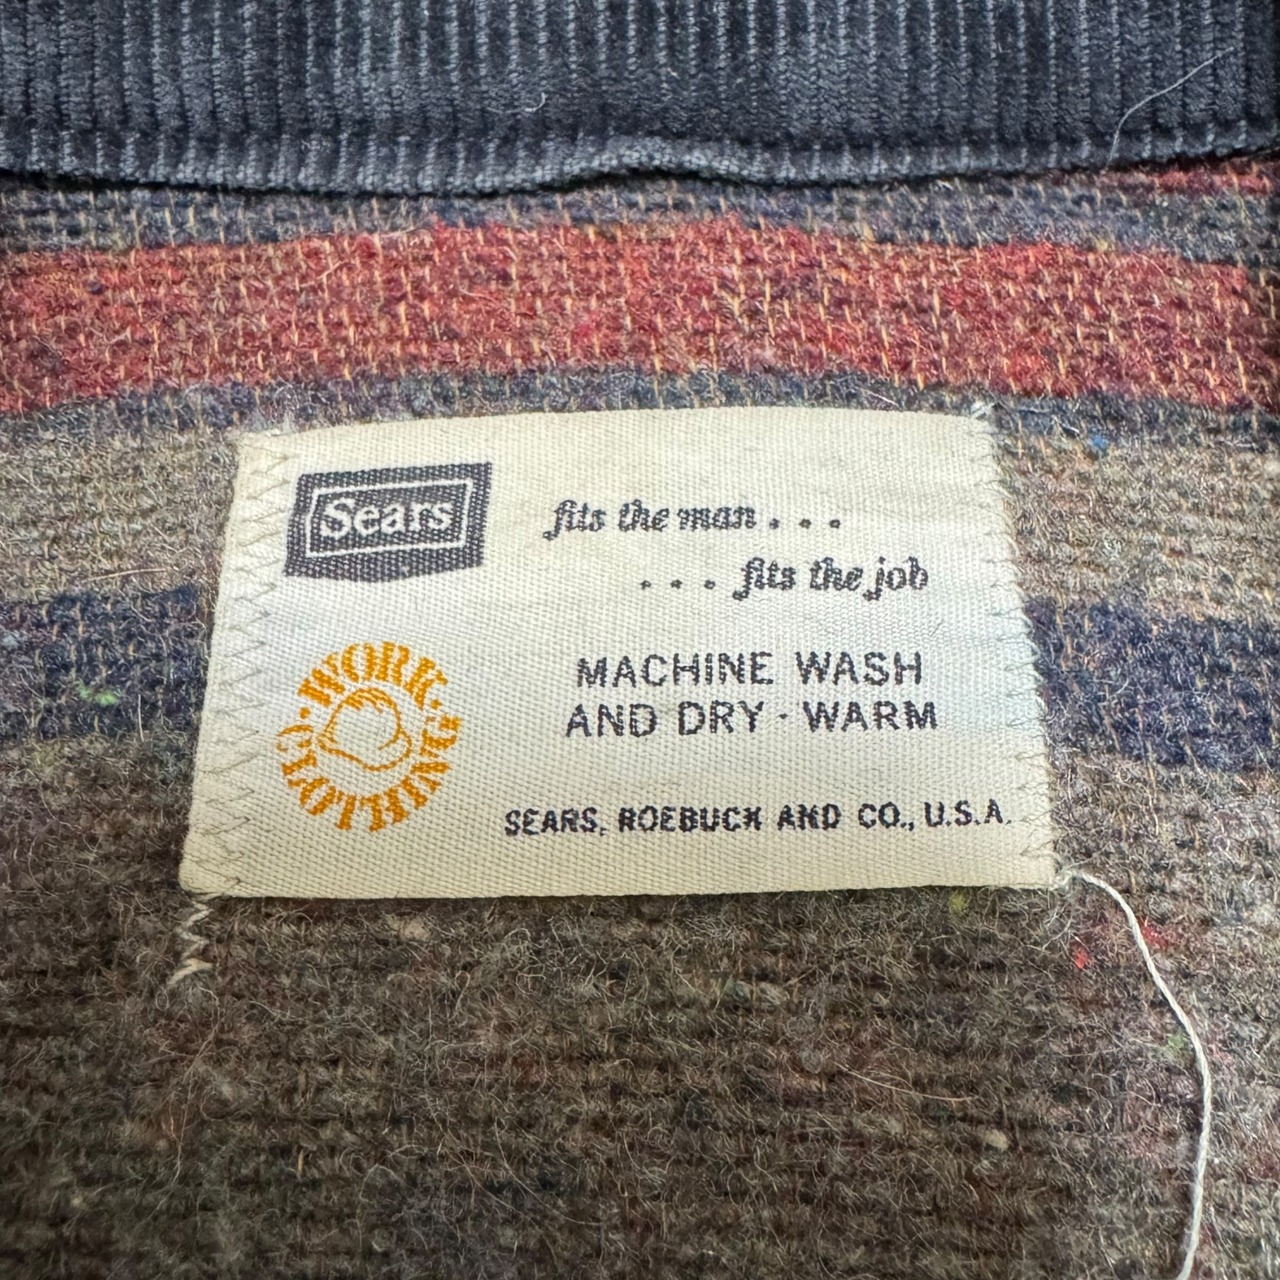 Sears
fits the man . . .
. . . fits the job
·WORK·
CLOTHING
MACHINE WASH
AND DRY - WARM
SEARS, ROEBUCK AND CO., U.S.A.